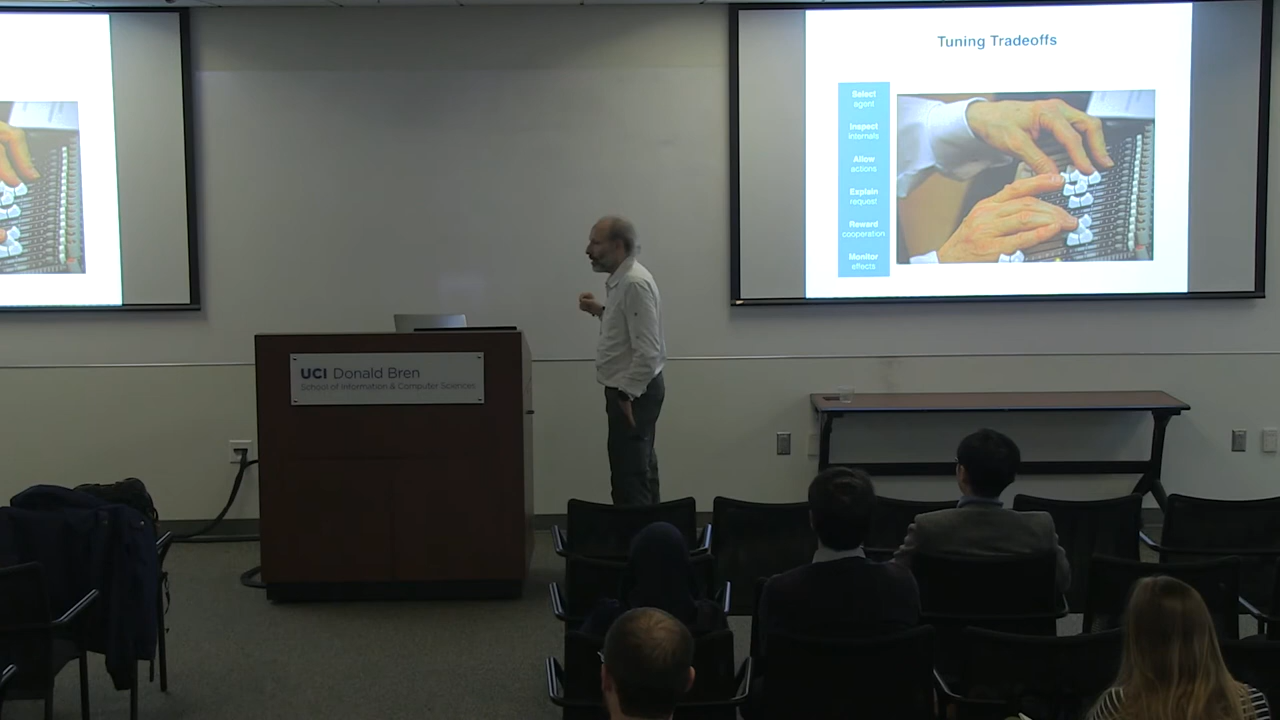 Tuning Tradeoffs
Select
agent
Inspect
internals
Allow
actions
Explain
request
Reward
cooperation
Monitor
effects
UCI Donald Bren
School of Information & Computer Sciences